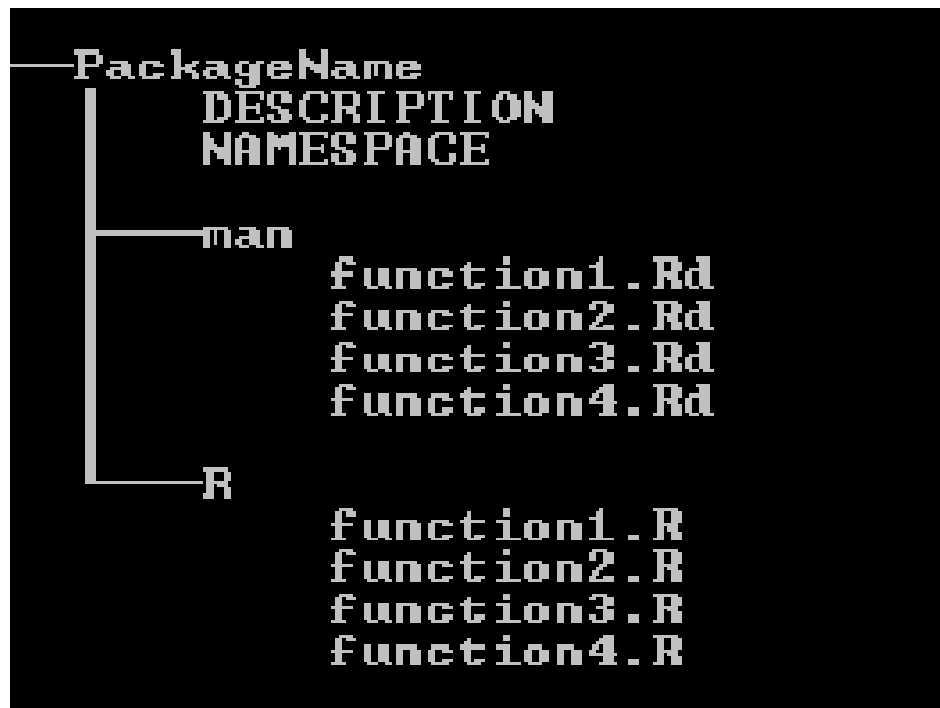 PackageName
DESCRIPTION
NAMESPACE
man
function1.Rd
function2.Rd
function3.Rd
function4.Rd
R
function1.R
function2.R
function3.R
function4.R